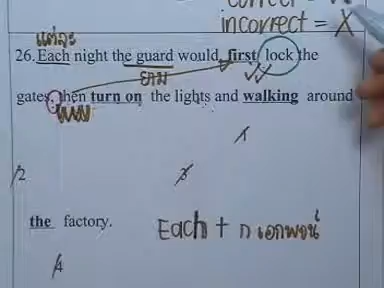 incorrect = X
แต่ละ
26. Each night the guard would, first lock the
ยาม
gates, then turn on the lights and walking around
1
2
3
the factory.
Each + n เอกพจน์
4